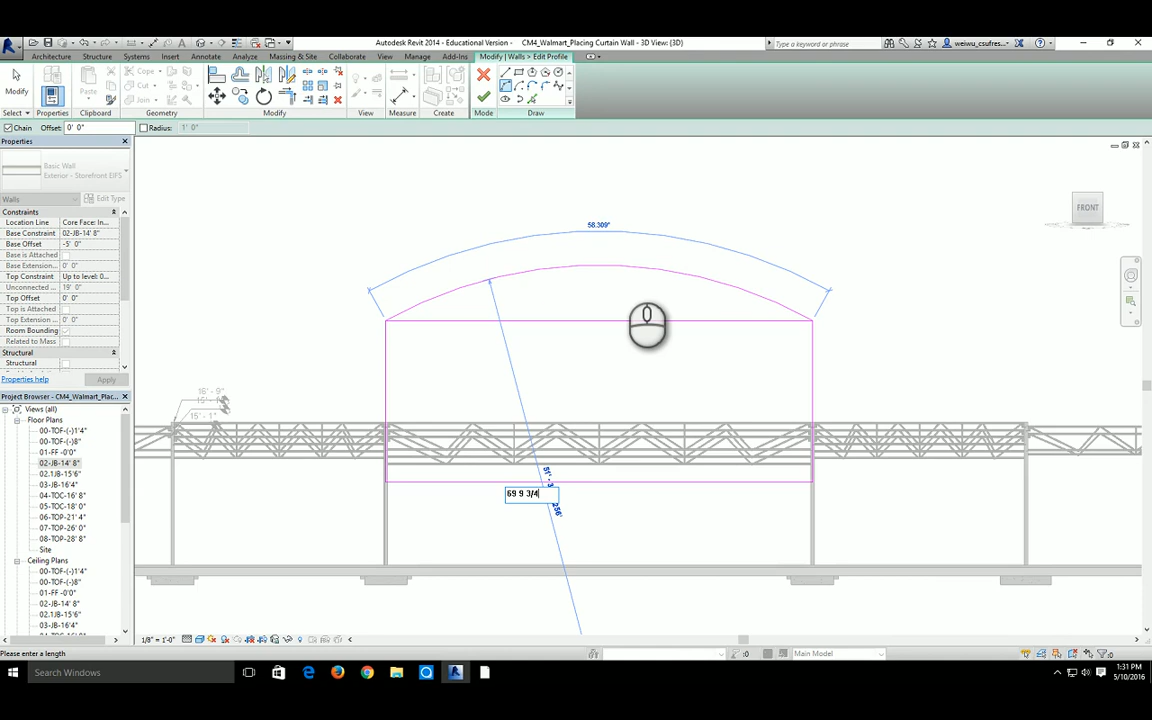 Autodesk Revit 2014 - Educational Version - CM4_Walmart_Placing Curtain Wall - 3D View: {3D}
Type a keyword or phrase
weiwu_csufres...
Architecture Structure Systems Insert Annotate Analyze Massing & Site Collaborate View Manage Add-Ins Modify | Walls > Edit Profile
Modify
Paste
Cope
Cut
Join
Select Properties Clipboard Geometry Modify View Measure Create Mode Draw
Chain Offset: 0' 0" Radius: 1' 0"
Properties
Basic Wall
Exterior - Storefront EIFS
Walls Edit Type
Constraints
Location Line Core Face: In...
Base Constraint 02-JB-14' 8"
Base Offset -5' 0"
Base is Attached
Base Extension... 0' 0"
Top Constraint Up to level: 0...
Unconnected ... 19' 0"
Top Offset 0' 0"
Top is Attached
Top Extension ... 0' 0"
Room Bounding
Related to Mass
Structural
Structural
Properties help Apply
Project Browser - CM4_Walmart_Plac...
Views (all)
Floor Plans
00-TOF-(-)1'4"
00-TOF-(-)8"
01-FF -0'0"
02-JB-14' 8"
02.1JB-15'6"
03-JB-16'4"
04-TOC-16' 8"
05-TOC-18' 0"
06-TOP-21' 4"
07-TOP-26' 0"
08-TOP-28' 8"
Site
Ceiling Plans
00-TOF-(-)1'4"
00-TOF-(-)8"
01-FF -0'0"
02-JB-14' 8"
02.1JB-15'6"
03-JB-16'4"
58.309°
FRONT
16' - 9"
15' - 1"
69 9 3/4
1/8" = 1'-0"
Please enter a length
:0
Main Model
:0
Search Windows
1:31 PM
5/10/2016